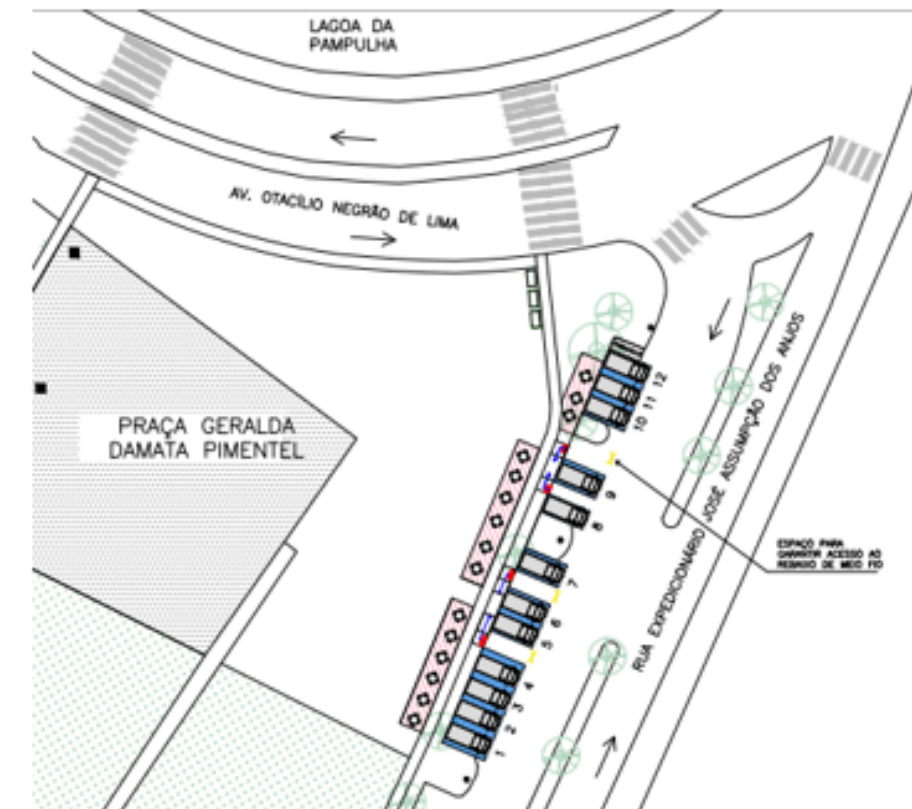 LAGOA DA
PAMPULHA
AV. OTACÍLIO NEGRÃO DE LIMA
PRAÇA GERALDA
DAMATA PIMENTEL
RUA EXPEDICIONÁRIO JOSÉ ASSUMPÇÃO DOS ANJOS
ESPAÇO PARA
GARANTIR ACESSO AO
REBAIXO DE MEIO FIO
12
11
10
9
8
7
6
5
4
3
2
1